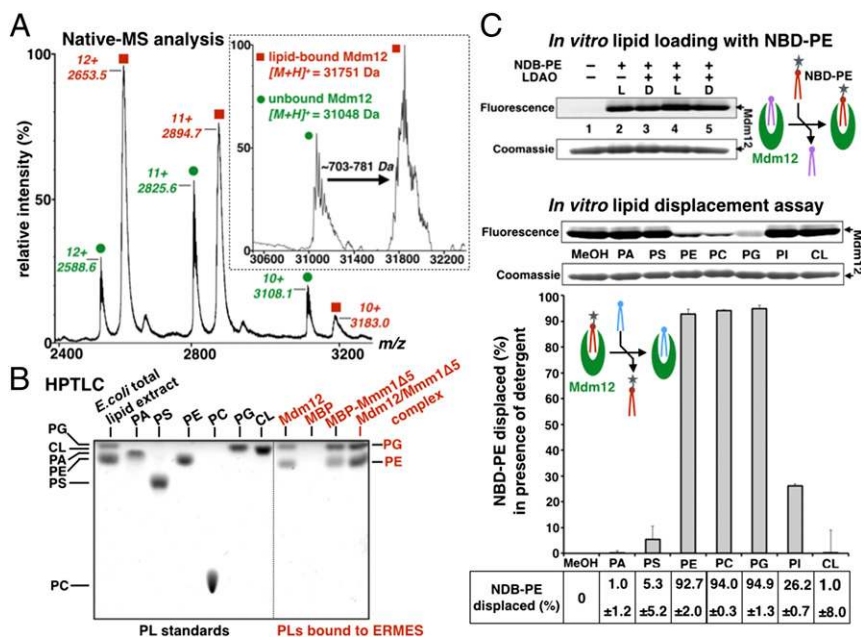 A
Native-MS analysis
relative intensity (%)
100
50
0
12+
2653.5
11+
2894.7
11+
2825.6
12+
2588.6
10+
3108.1
10+
3183.0
2400
2800
3200
m/z
100
50
0
lipid-bound Mdm12
[M+H]+ = 31751 Da
unbound Mdm12
[M+H]+ = 31048 Da
~703-781 Da
30600
31000
31400
31800
32200
B
HPTLC
E.coli total
lipid extract
PA
PS
PE
PC
PG
CL
Mdm12
MBP
MBP-Mmm1Δ5
Mdm12/Mmm1Δ5
complex
PG
CL
PA
PE
PS
PC
PG
PE
PL standards
PLs bound to ERMES
C
In vitro lipid loading with NBD-PE
NDB-PE – + + + +
LDAO – – + + +
L D L D
Fluorescence
1 2 3 4 5
Coomassie
Mdm12
NBD-PE
Mdm12
In vitro lipid displacement assay
Fluorescence
MeOH PA PS PE PC PG PI CL
Coomassie
Mdm12
NBD-PE displaced (%)
in presence of detergent
100
90
80
70
60
50
40
30
20
10
0
Mdm12
MeOH PA PS PE PC PG PI CL
NDB-PE
displaced (%)
0
1.0 5.3 92.7 94.0 94.9 26.2 1.0
±1.2 ±5.2 ±2.0 ±0.3 ±1.3 ±0.7 ±8.0